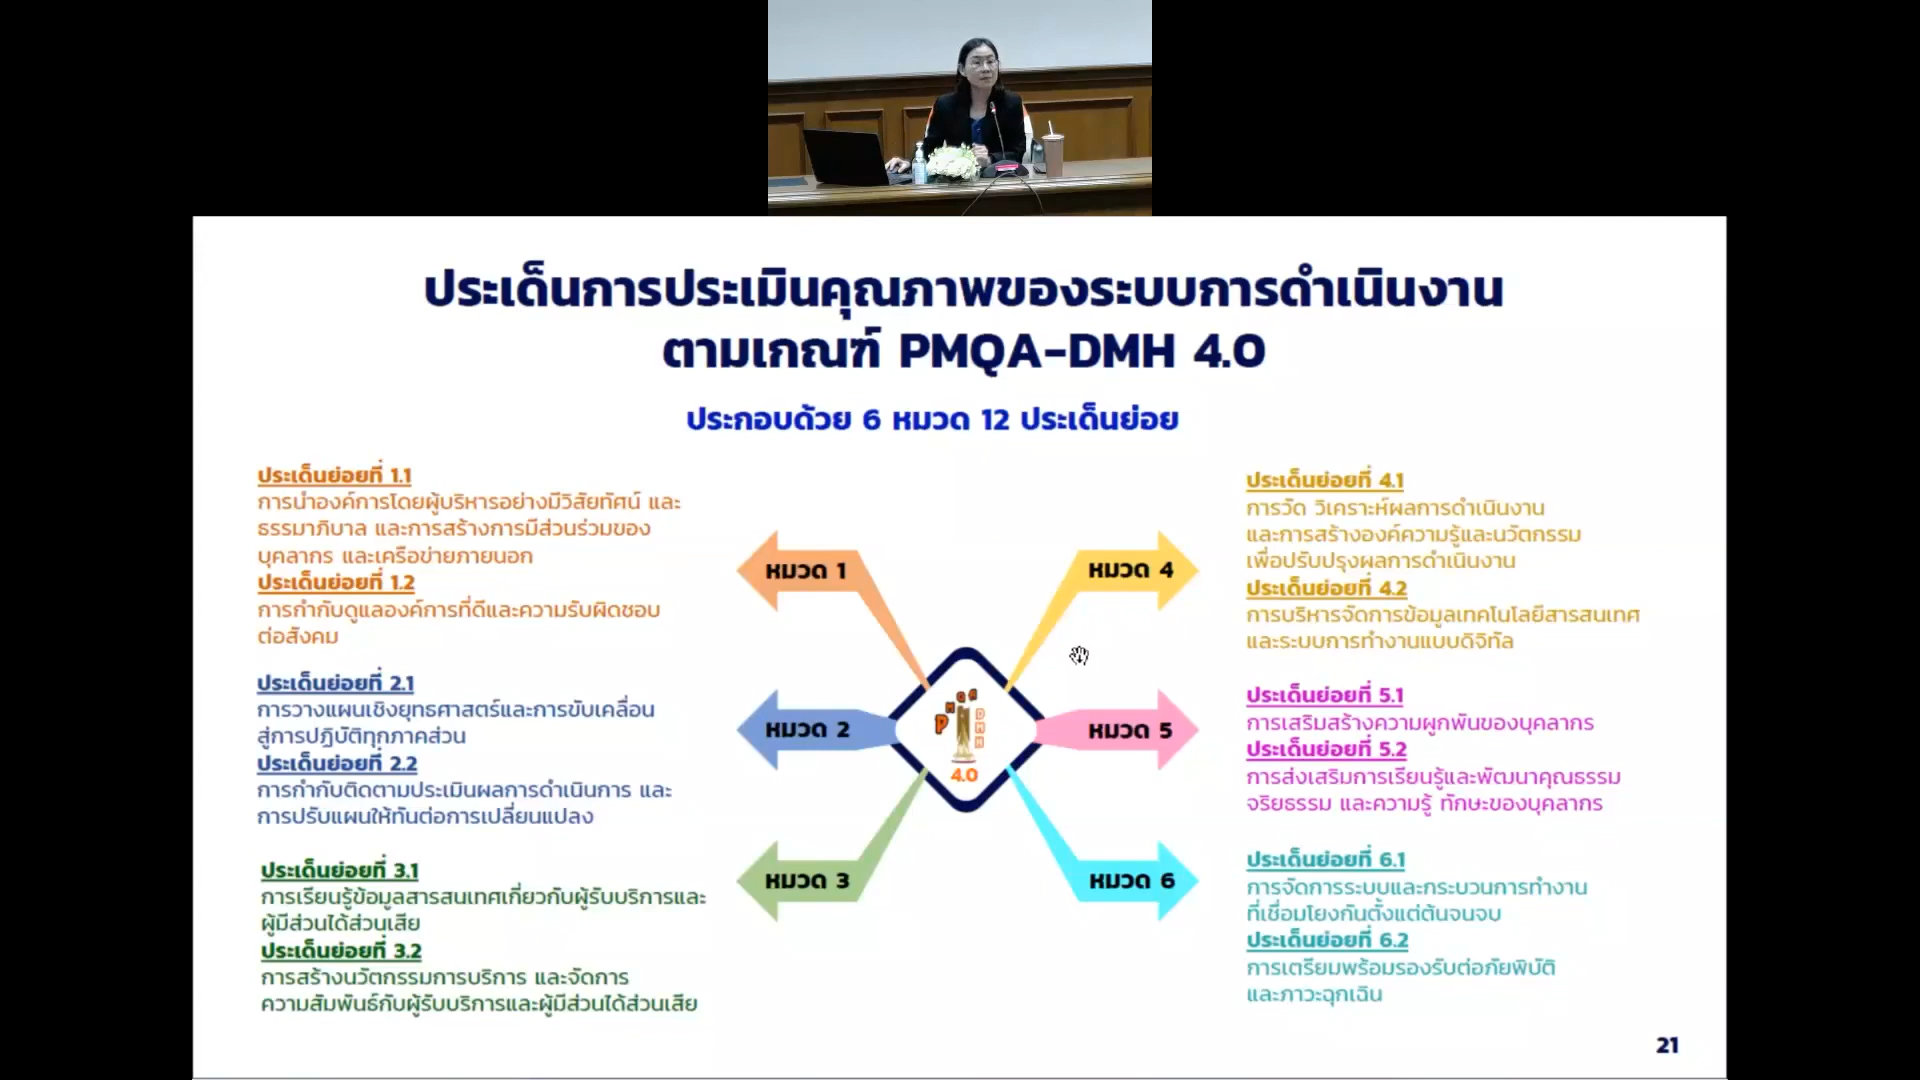 ประเด็นการประเมินคุณภาพของระบบการดำเนินงาน
ตามเกณฑ์ PMQA-DMH 4.0
ประกอบด้วย 6 หมวด 12 ประเด็นย่อย
ประเด็นย่อยที่ 1.1
การนำองค์การโดยผู้บริหารอย่างมีวิสัยทัศน์ และ
ธรรมาภิบาล และการสร้างการมีส่วนร่วมของ
บุคลากร และเครือข่ายภายนอก
ประเด็นย่อยที่ 1.2
การกำกับดูแลองค์การที่ดีและความรับผิดชอบ
ต่อสังคม
ประเด็นย่อยที่ 2.1
การวางแผนเชิงยุทธศาสตร์และการขับเคลื่อน
สู่การปฏิบัติทุกภาคส่วน
ประเด็นย่อยที่ 2.2
การกำกับติดตามประเมินผลการดำเนินการ และ
การปรับแผนให้ทันต่อการเปลี่ยนแปลง
ประเด็นย่อยที่ 3.1
การเรียนรู้ข้อมูลสารสนเทศเกี่ยวกับผู้รับบริการและ
ผู้มีส่วนได้ส่วนเสีย
ประเด็นย่อยที่ 3.2
การสร้างนวัตกรรมการบริการ และจัดการ
ความสัมพันธ์กับผู้รับบริการและผู้มีส่วนได้ส่วนเสีย
หมวด 1
หมวด 2
หมวด 3
PMQA
DMH
4.0
หมวด 4
หมวด 5
หมวด 6
ประเด็นย่อยที่ 4.1
การวัด วิเคราะห์ผลการดำเนินงาน
และการสร้างองค์ความรู้และนวัตกรรม
เพื่อปรับปรุงผลการดำเนินงาน
ประเด็นย่อยที่ 4.2
การบริหารจัดการข้อมูลเทคโนโลยีสารสนเทศ
และระบบการทำงานแบบดิจิทัล
ประเด็นย่อยที่ 5.1
การเสริมสร้างความผูกพันของบุคลากร
ประเด็นย่อยที่ 5.2
การส่งเสริมการเรียนรู้และพัฒนาคุณธรรม
จริยธรรม และความรู้ ทักษะของบุคลากร
ประเด็นย่อยที่ 6.1
การจัดการระบบและกระบวนการทำงาน
ที่เชื่อมโยงกันตั้งแต่ต้นจนจบ
ประเด็นย่อยที่ 6.2
การเตรียมพร้อมรองรับต่อภัยพิบัติ
และภาวะฉุกเฉิน
21